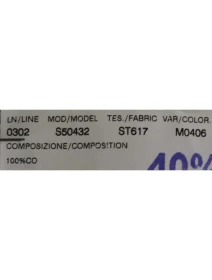 LN/LINE MOD/MODEL TES./FABRIC VAR/COLOR
0302 S50432 ST617 M0406
COMPOSIZIONE/COMPOSITION
100%CO
40%